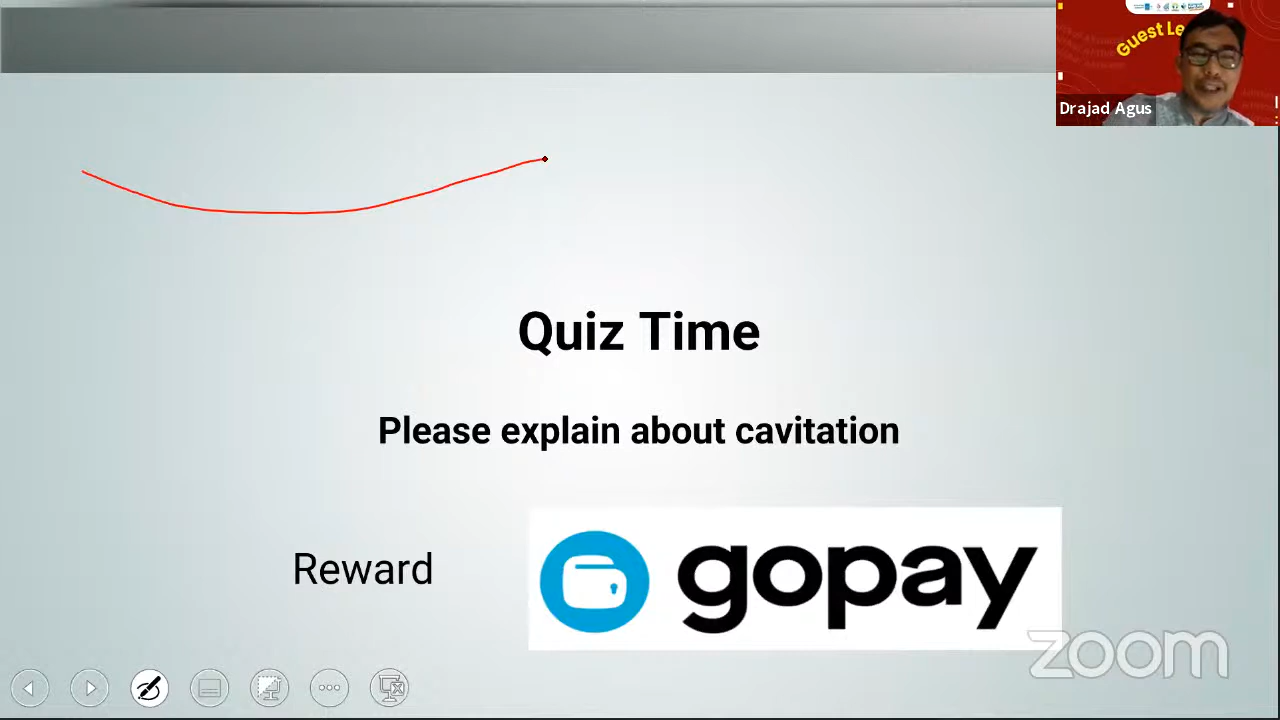 Guest Le
Drajad Agus
Quiz Time
Please explain about cavitation
Reward
gopay
zoom